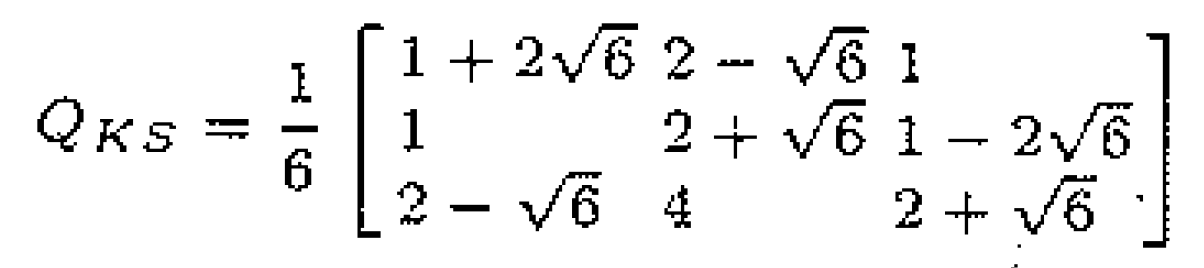 Q_{KS} = \frac{1}{6} \begin{bmatrix} 1 + 2\sqrt{6} & 2 - \sqrt{6} & 1 \\ 1 & 2 + \sqrt{6} & 1 - 2\sqrt{6} \\ 2 - \sqrt{6} & 4 & 2 + \sqrt{6} \end{bmatrix}